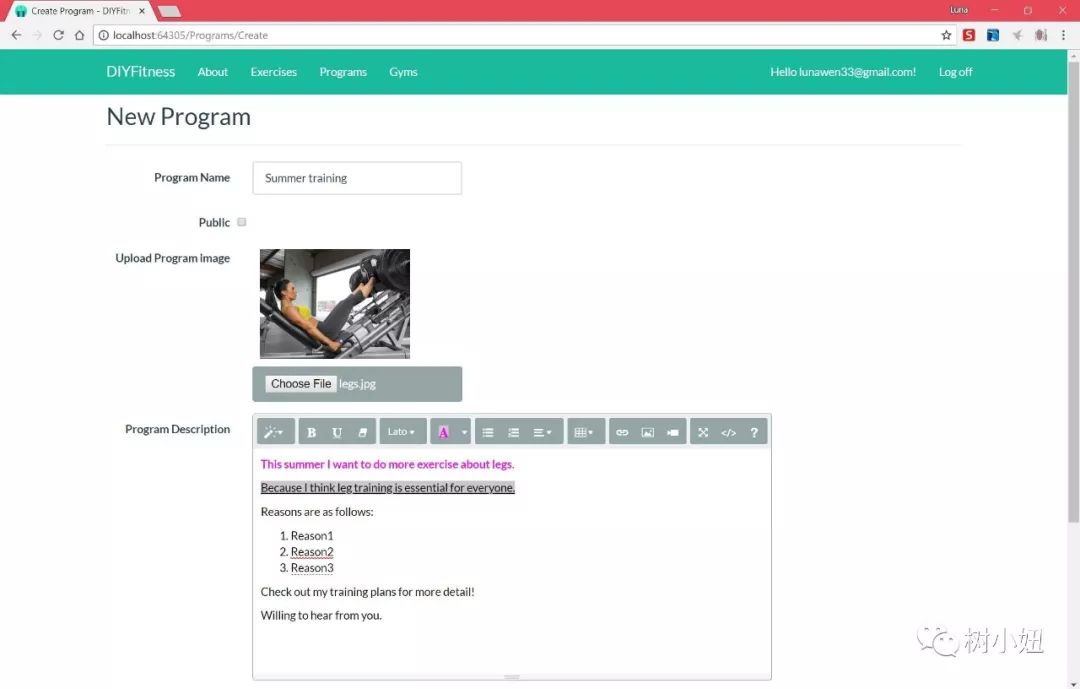 Create Program - DIYFitn
Luna
localhost:64305/Programs/Create
DIYFitness About Exercises Programs Gyms Hello lunawen33@gmail.com! Log off
New Program
Program Name Summer training
Public
Upload Program image
Choose File legs.jpg
Program Description
B U Lato A </> ?
This summer I want to do more exercise about legs.
Because I think leg training is essential for everyone.
Reasons are as follows:
1. Reason1
2. Reason2
3. Reason3
Check out my training plans for more detail!
Willing to hear from you.
树小妞